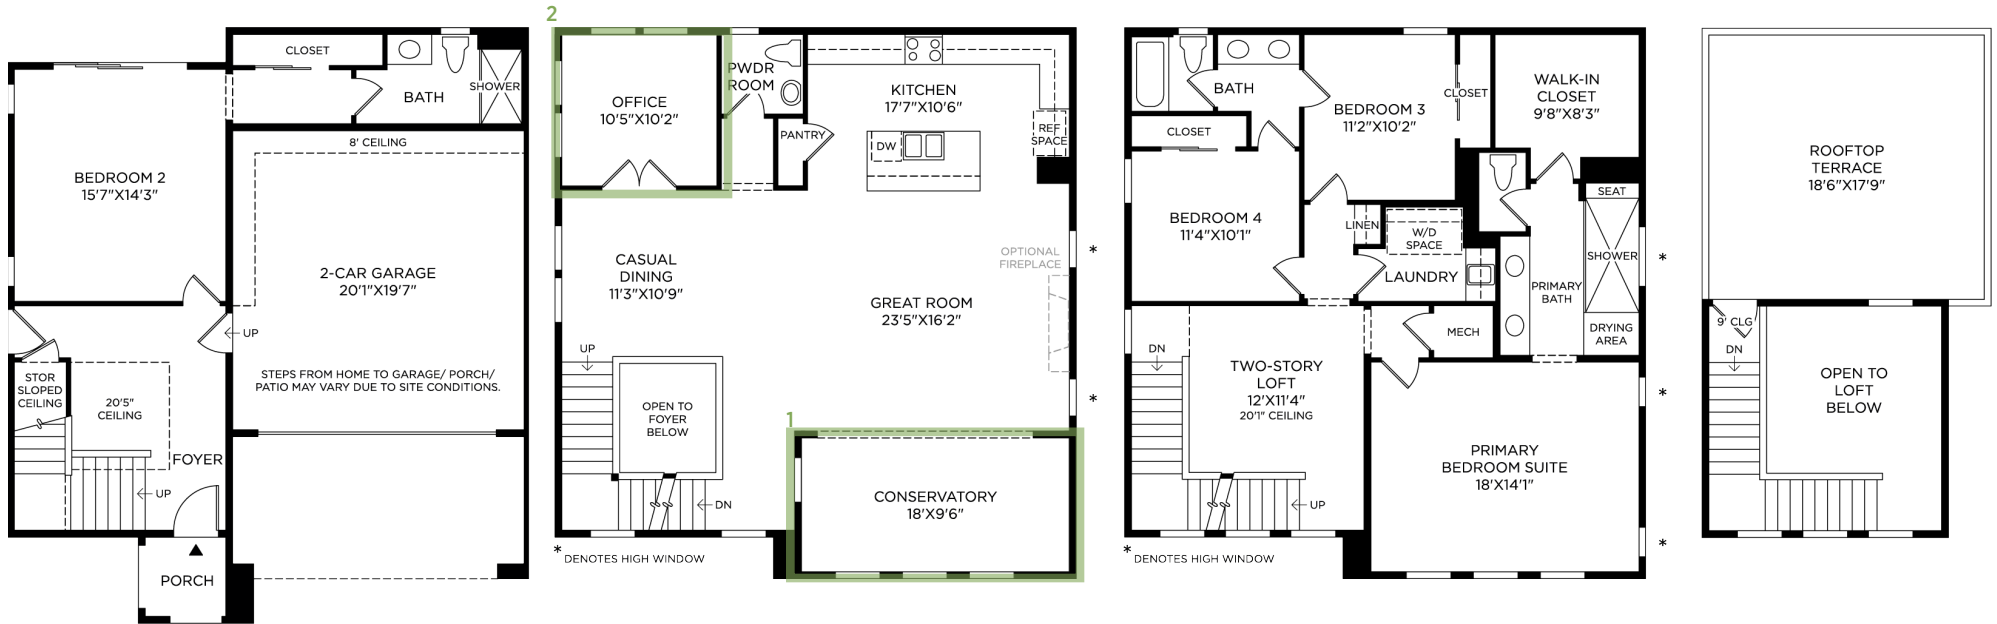 CLOSET
BATH
SHOWER
8' CEILING
BEDROOM 2
15'7"X14'3"
2-CAR GARAGE
20'1"X19'7"
UP
STEPS FROM HOME TO GARAGE/ PORCH/
PATIO MAY VARY DUE TO SITE CONDITIONS.
STOR
SLOPED
CEILING
20'5"
CEILING
FOYER
UP
PORCH
2
OFFICE
10'5"X10'2"
PWDR
ROOM
KITCHEN
17'7"X10'6"
PANTRY
DW
REF
SPACE
CASUAL
DINING
11'3"X10'9"
OPTIONAL
FIREPLACE
*
GREAT ROOM
23'5"X16'2"
UP
OPEN TO
FOYER
BELOW
*
1
DN
CONSERVATORY
18'X9'6"
* DENOTES HIGH WINDOW
BATH
BEDROOM 3
11'2"X10'2"
CLOSET
WALK-IN
CLOSET
9'8"X8'3"
CLOSET
SEAT
BEDROOM 4
11'4"X10'1"
LINEN
W/D
SPACE
LAUNDRY
SHOWER
*
PRIMARY
BATH
DRYING
AREA
MECH
DN
TWO-STORY
LOFT
12'X11'4"
20'1" CEILING
*
PRIMARY
BEDROOM SUITE
18'X14'1"
UP
*
* DENOTES HIGH WINDOW
ROOFTOP
TERRACE
18'6"X17'9"
9' CLG
DN
OPEN TO
LOFT
BELOW